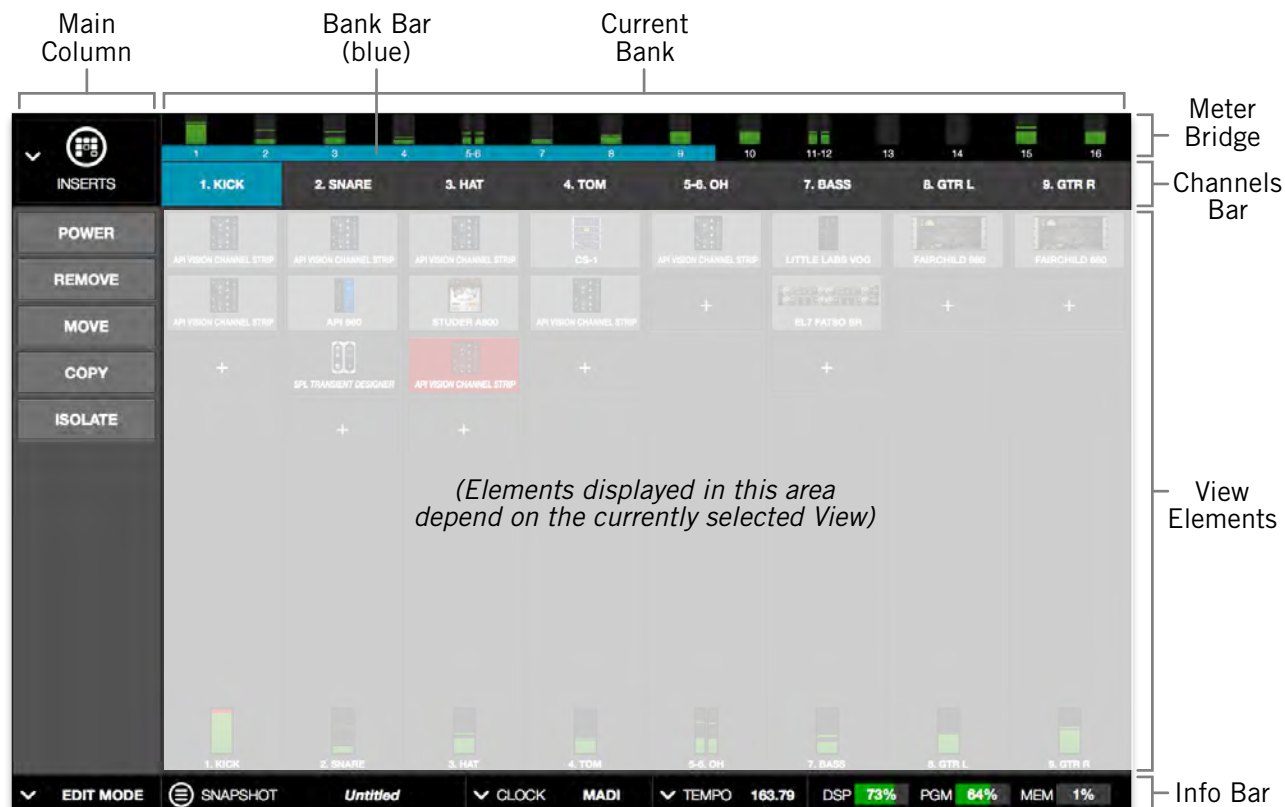 Main
Column
Bank Bar
(blue)
Current
Bank
Meter
Bridge
Channels
Bar
View
Elements
Info Bar
INSERTS
1 2 3 4 5-6 7 8 9 10 11-12 13 14 15 16
1. KICK 2. SNARE 3. HAT 4. TOM 5-6. OH 7. BASS 8. GTR L 9. GTR R
POWER
REMOVE
MOVE
COPY
ISOLATE
API VISION CHANNEL STRIP API VISION CHANNEL STRIP API VISION CHANNEL STRIP CS-1 API VISION CHANNEL STRIP LITTLE LABS VOG FAIRCHILD 660 FAIRCHILD 660
API VISION CHANNEL STRIP API 560 STUDER A800 API VISION CHANNEL STRIP + EL7 FATSO SR + +
+ SPL TRANSIENT DESIGNER API VISION CHANNEL STRIP + +
+ +
(Elements displayed in this area
depend on the currently selected View)
1. KICK 2. SNARE 3. HAT 4. TOM 5-6. OH 7. BASS 8. GTR L 9. GTR R
EDIT MODE SNAPSHOT Untitled CLOCK MADI TEMPO 163.79 DSP 73% PGM 64% MEM 1%